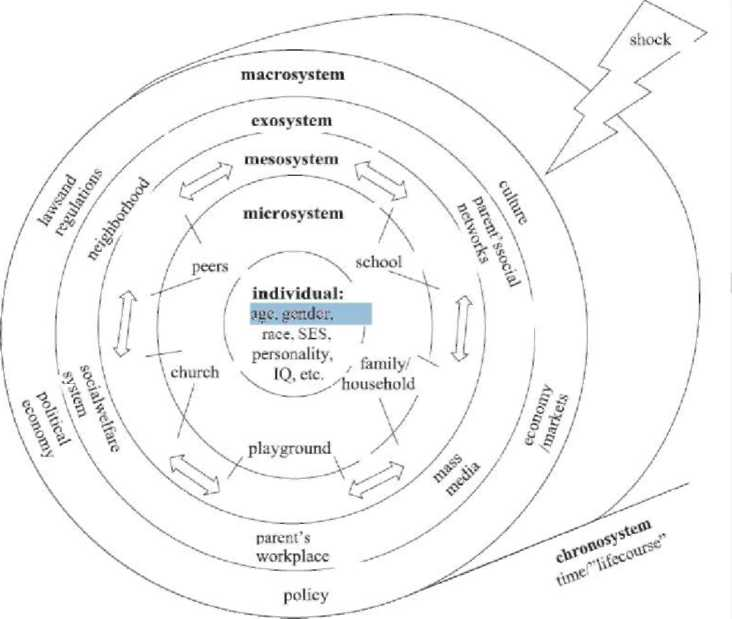 shock
macrosystem
exosystem
mesosystem
microsystem
lawsand
regulations
neighborhood
culture
parent'ssocial
networks
peers
school
individual:
age, gender,
race, SES,
personality,
IQ, etc.
church
family/
household
socialwelfare
system
political
economy
economy
/markets
playground
mass
media
parent's
workplace
policy
chronosystem
time/"lifecourse"